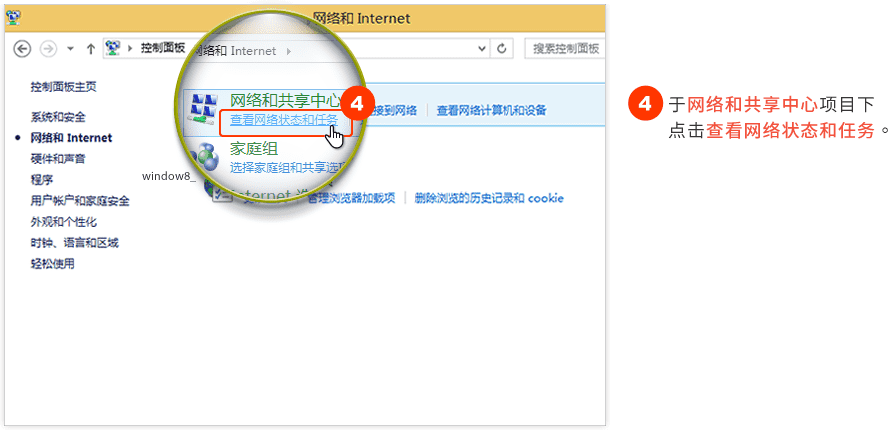 网络和 Internet
控制面板 网络和 Internet
搜索控制面板
控制面板主页
系统和安全
网络和 Internet
硬件和声音
程序
用户帐户和家庭安全
外观和个性化
时钟、语言和区域
轻松使用
window8_
网络和共享中心
4
查看网络状态和任务
接到网络
查看网络计算机和设备
家庭组
选择家庭组和共享选项
Internet 选
管理浏览器加载项
删除浏览的历史记录和 cookie
4 于网络和共享中心项目下
点击查看网络状态和任务。